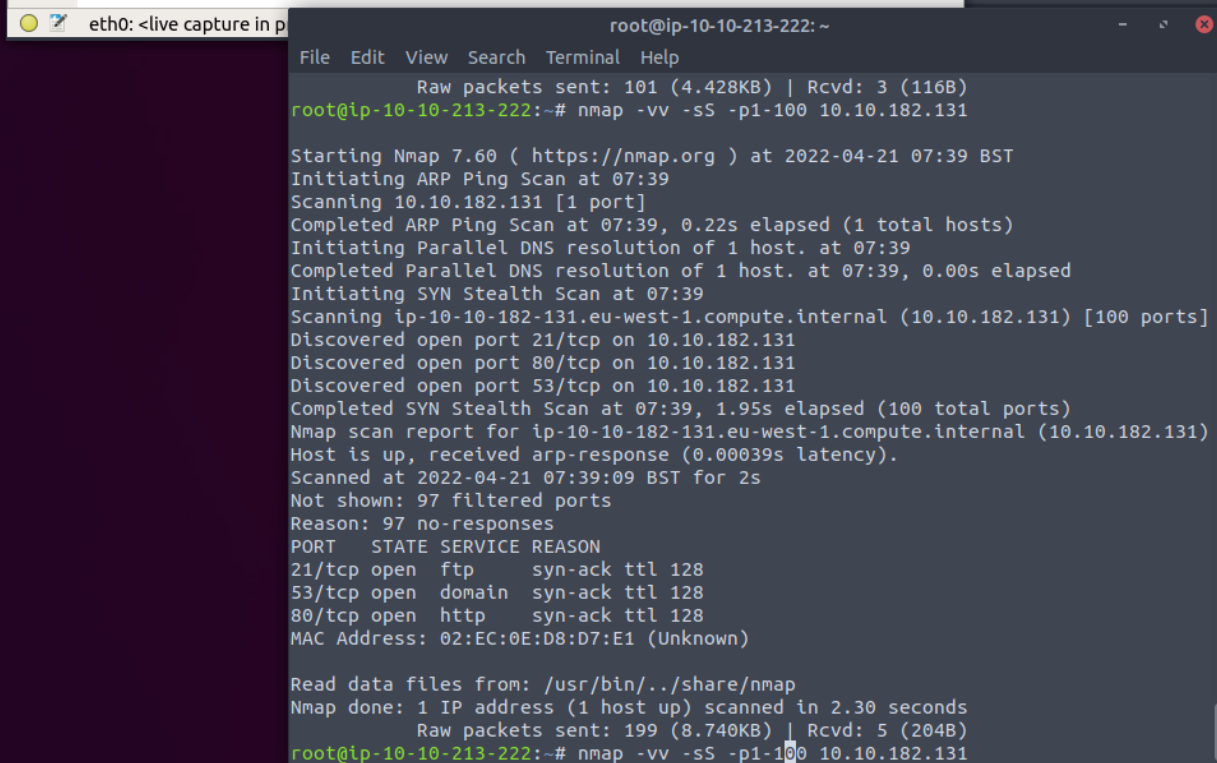 eth0: <live capture in p
root@ip-10-10-213-222: ~
File Edit View Search Terminal Help
Raw packets sent: 101 (4.428KB) | Rcvd: 3 (116B)
root@ip-10-10-213-222:~# nmap -vv -sS -p1-100 10.10.182.131
Starting Nmap 7.60 ( https://nmap.org ) at 2022-04-21 07:39 BST
Initiating ARP Ping Scan at 07:39
Scanning 10.10.182.131 [1 port]
Completed ARP Ping Scan at 07:39, 0.22s elapsed (1 total hosts)
Initiating Parallel DNS resolution of 1 host. at 07:39
Completed Parallel DNS resolution of 1 host. at 07:39, 0.00s elapsed
Initiating SYN Stealth Scan at 07:39
Scanning ip-10-10-182-131.eu-west-1.compute.internal (10.10.182.131) [100 ports]
Discovered open port 21/tcp on 10.10.182.131
Discovered open port 80/tcp on 10.10.182.131
Discovered open port 53/tcp on 10.10.182.131
Completed SYN Stealth Scan at 07:39, 1.95s elapsed (100 total ports)
Nmap scan report for ip-10-10-182-131.eu-west-1.compute.internal (10.10.182.131)
Host is up, received arp-response (0.00039s latency).
Scanned at 2022-04-21 07:39:09 BST for 2s
Not shown: 97 filtered ports
Reason: 97 no-responses
PORT   STATE SERVICE REASON
21/tcp open  ftp     syn-ack ttl 128
53/tcp open  domain  syn-ack ttl 128
80/tcp open  http    syn-ack ttl 128
MAC Address: 02:EC:0E:D8:D7:E1 (Unknown)
Read data files from: /usr/bin/../share/nmap
Nmap done: 1 IP address (1 host up) scanned in 2.30 seconds
Raw packets sent: 199 (8.740KB) | Rcvd: 5 (204B)
root@ip-10-10-213-222:~# nmap -vv -sS -p1-100 10.10.182.131